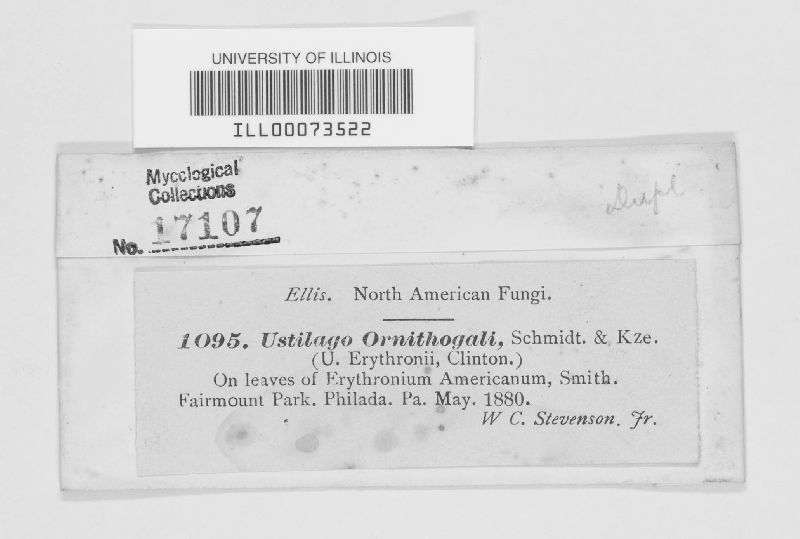 UNIVERSITY OF ILLINOIS
ILL00073522
Mycological
Collections
No. 17107
Dupl
Ellis. North American Fungi.
1095. Ustilago Ornithogali, Schmidt. & Kze.
(U. Erythronii, Clinton.)
On leaves of Erythronium Americanum, Smith.
Fairmount Park. Philada. Pa. May. 1880.
W C. Stevenson. Jr.